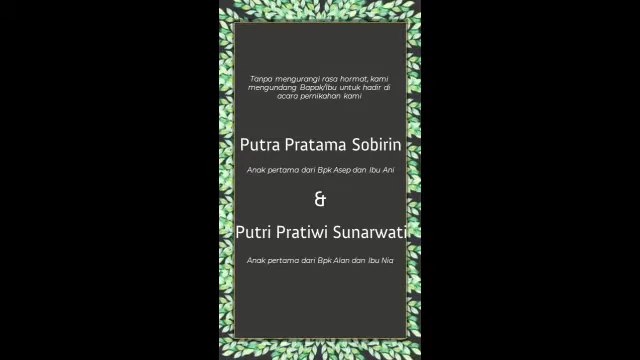 Tanpa mengurangi rasa hormat, kami
mengundang Bapak/Ibu untuk hadir di
acara pernikahan kami
Putra Pratama Sobirin
Anak pertama dari Bpk Asep dan Ibu Ani
&
Putri Pratiwi Sunarwati
Anak pertama dari Bpk Alan dan Ibu Nia